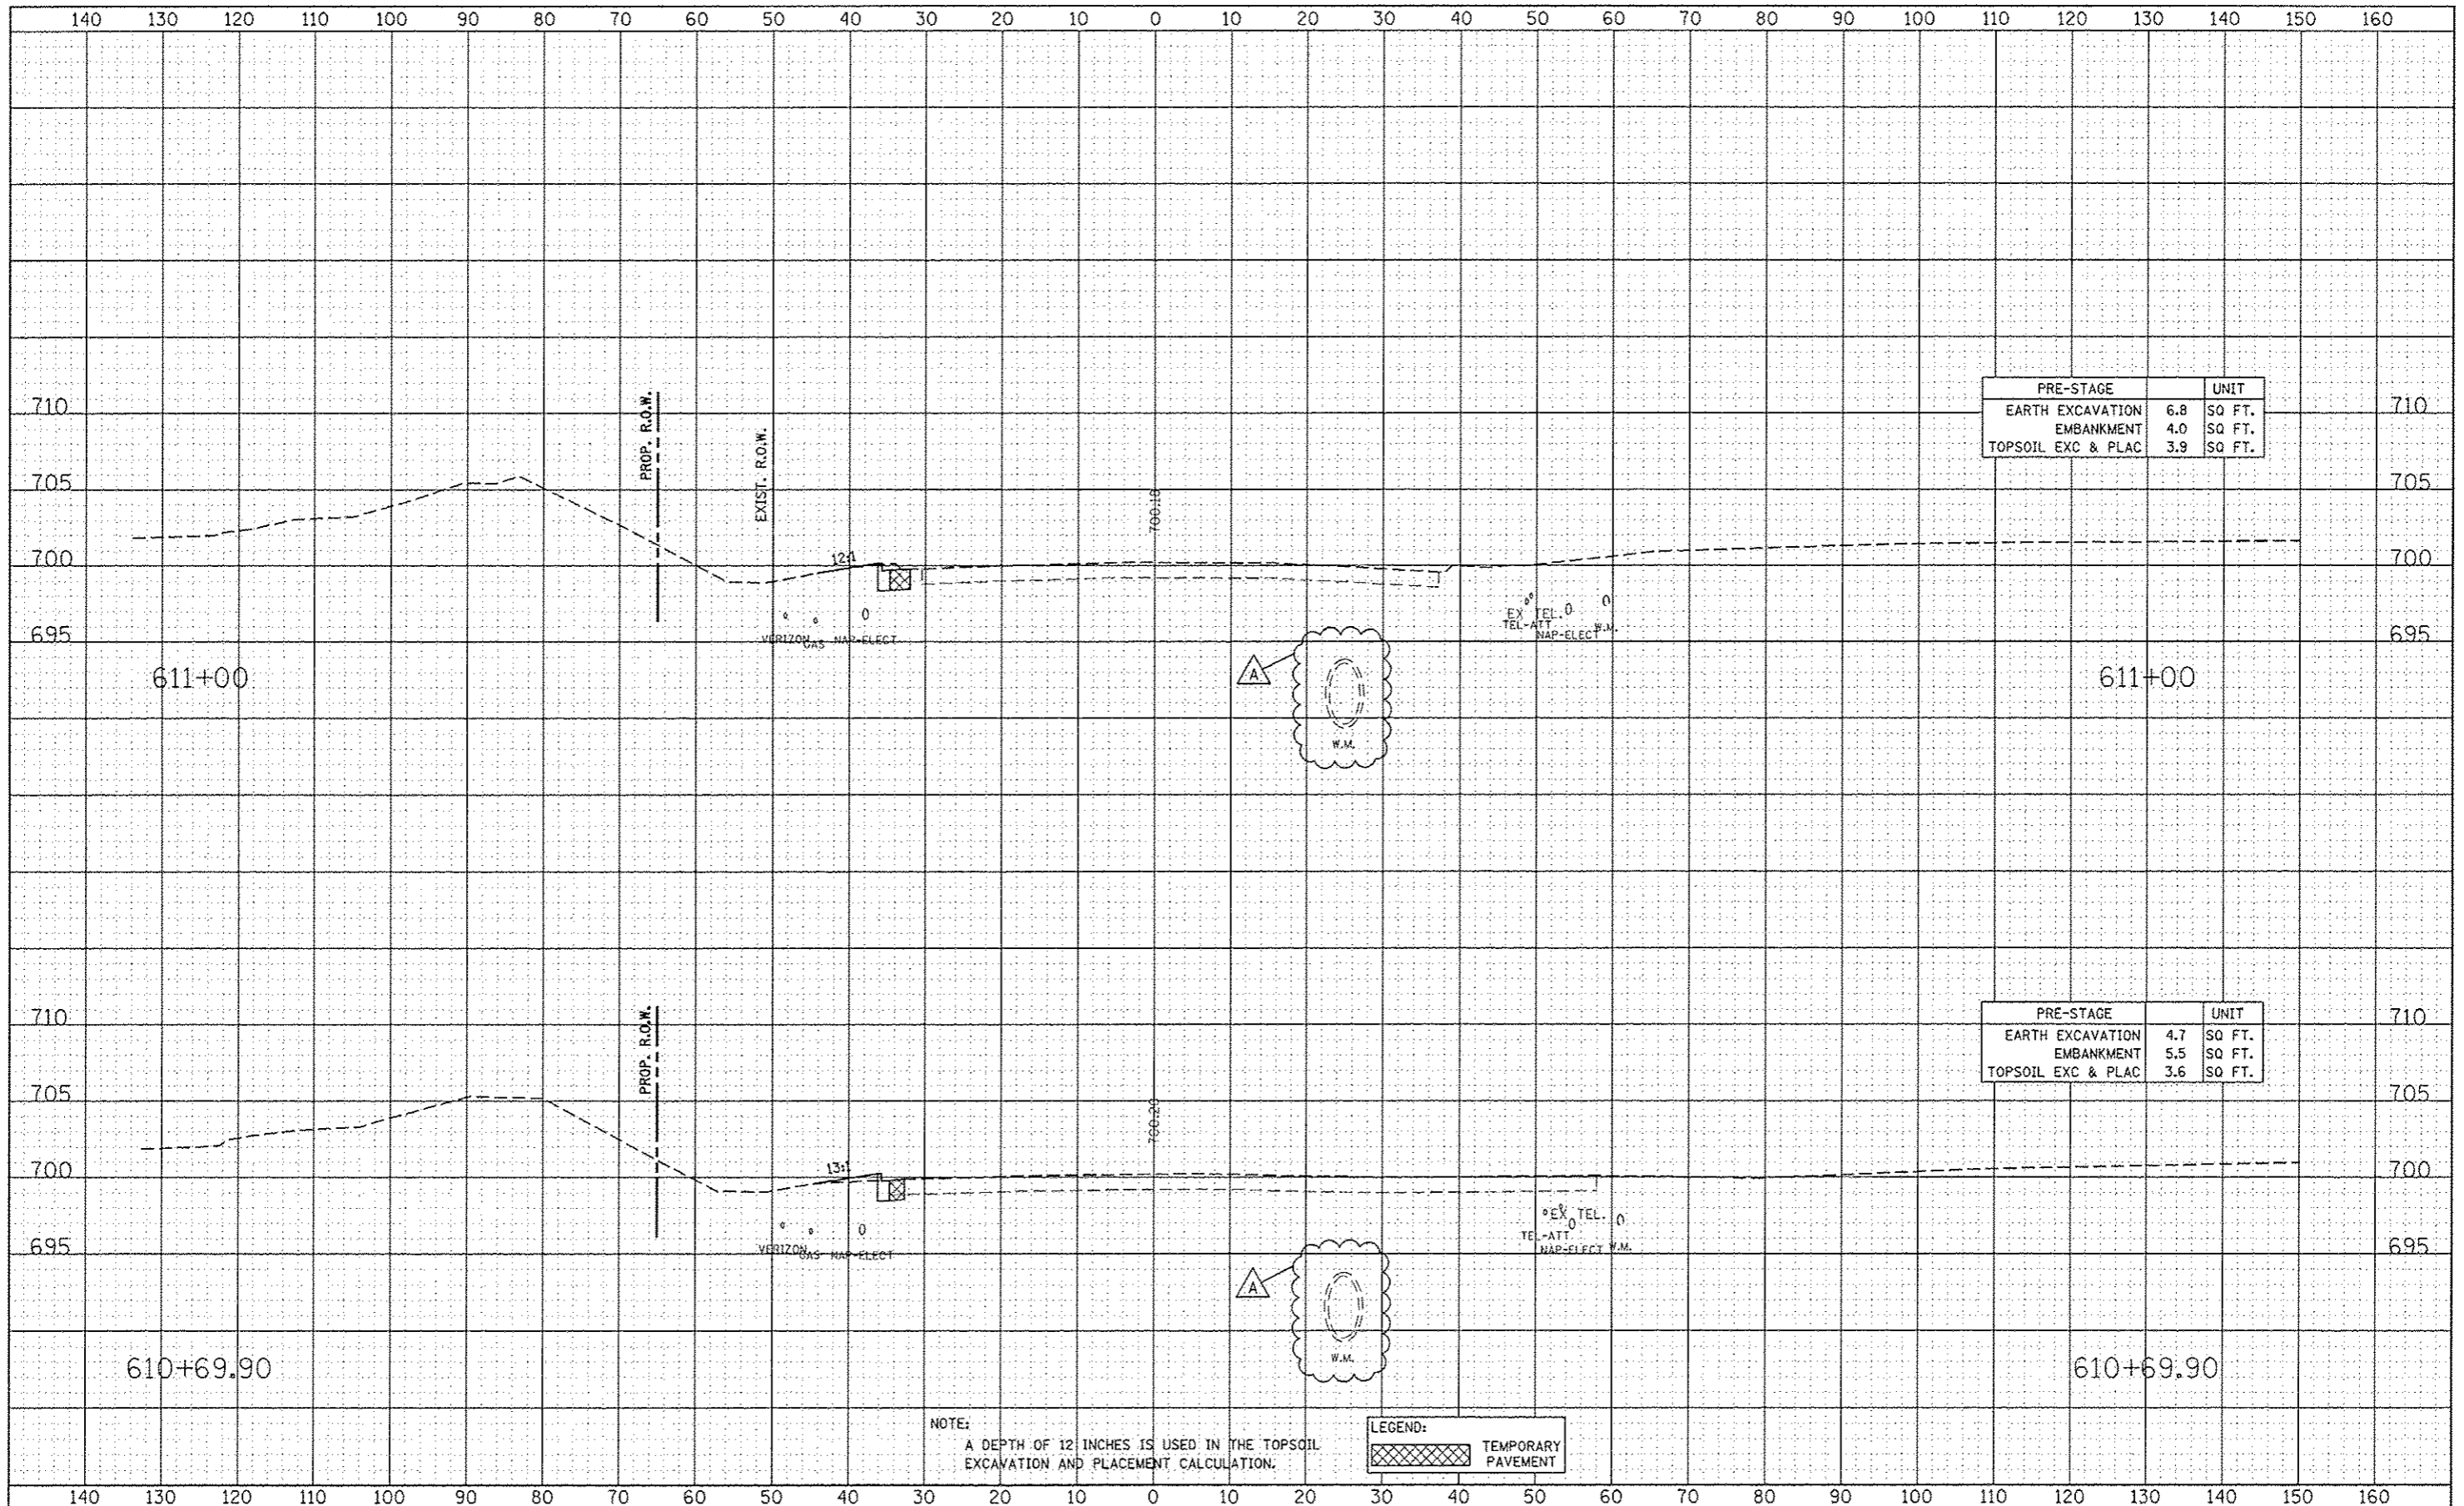 140 130 120 110 100 90 80 70 60 50 40 30 20 10 0 10 20 30 40 50 60 70 80 90 100 110 120 130 140 150 160
PRE-STAGE UNIT
EARTH EXCAVATION 6.8 SQ FT.
EMBANKMENT 4.0 SQ FT.
TOPSOIL EXC & PLAC 3.9 SQ FT.
710 710
PROP. R.O.W.
EXIST. R.O.W.
705 705
700.18
700 12:1 700
EX TEL.
TEL-ATT W.M.
NAP-ELECT
VERIZON GAS NAP-ELECT
695 695
611+00 A 611+00
W.M.
PRE-STAGE UNIT
EARTH EXCAVATION 4.7 SQ FT.
EMBANKMENT 5.5 SQ FT.
TOPSOIL EXC & PLAC 3.6 SQ FT.
710 710
PROP. R.O.W.
705 705
700.20
700 13:1 700
EX TEL.
TEL-ATT
NAP-ELECT W.M.
VERIZON GAS NAP-ELECT
695 695
A
W.M.
610+69.90 610+69.90
NOTE:
A DEPTH OF 12 INCHES IS USED IN THE TOPSOIL
EXCAVATION AND PLACEMENT CALCULATION.
LEGEND:
TEMPORARY
PAVEMENT
140 130 120 110 100 90 80 70 60 50 40 30 20 10 0 10 20 30 40 50 60 70 80 90 100 110 120 130 140 150 160